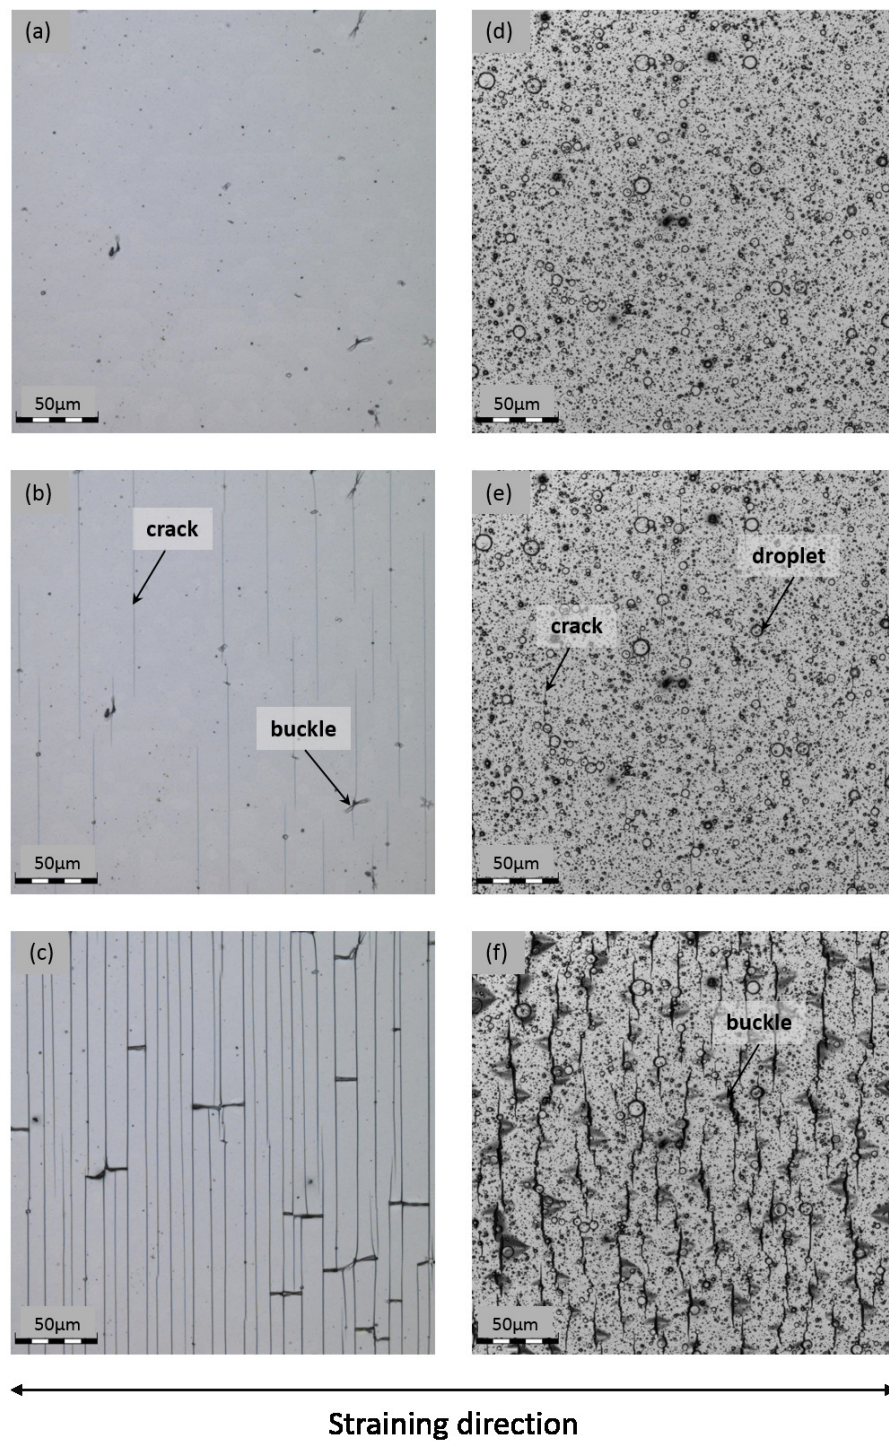 (a)
50µm
(d)
50µm
(b)
crack
buckle
50µm
(e)
droplet
crack
50µm
(c)
50µm
(f)
buckle
50µm
Straining direction